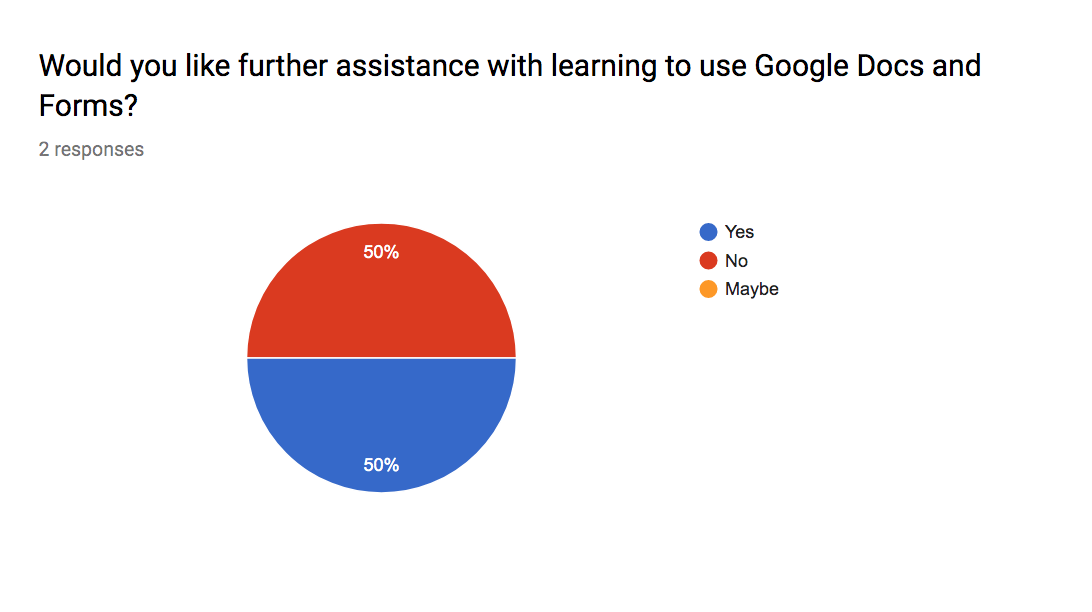 Would you like further assistance with learning to use Google Docs and
Forms?
2 responses
50%
50%
Yes
No
Maybe